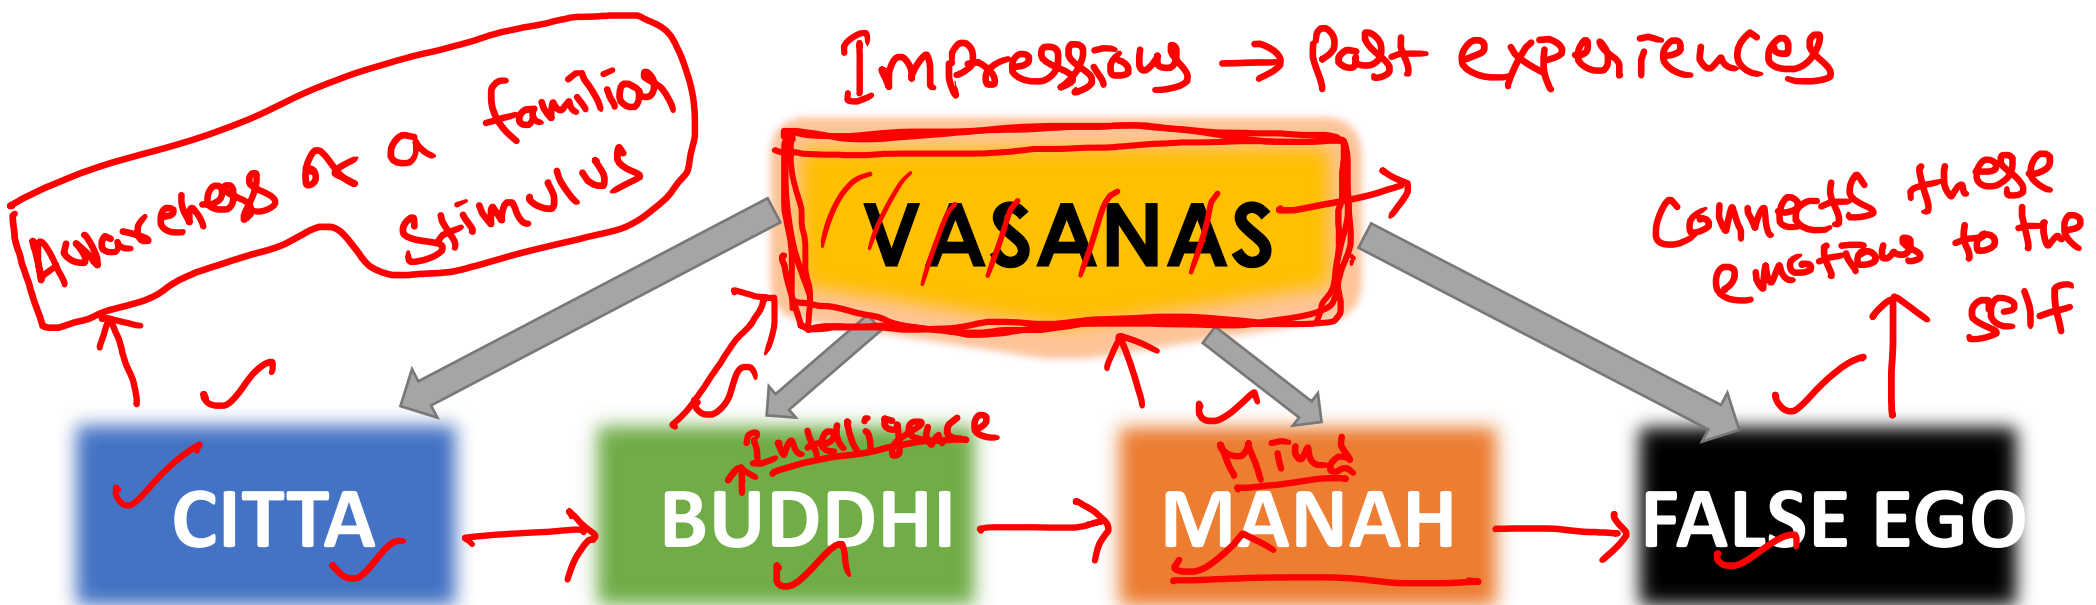 Impressions → Past experiences
Awareness of a familiar
stimulus
VASANAS
Connects these
emotions to the
self
Intelligence
Mind
CITTA
BUDDHI
MANAH
FALSE EGO